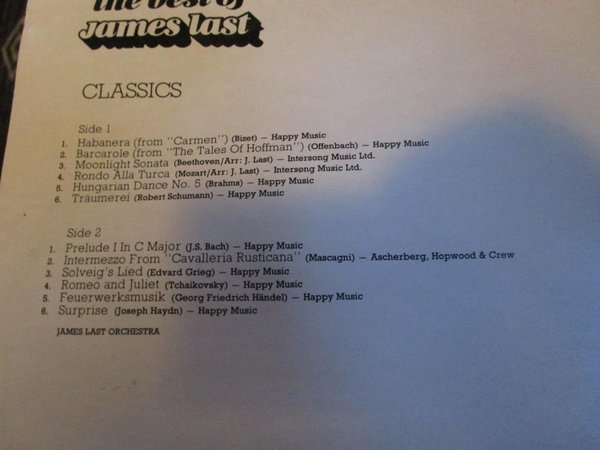 the best of
james last
CLASSICS
Side 1
1. Habanera (from "Carmen") (Bizet) — Happy Music
2. Barcarole (from "The Tales Of Hoffman") (Offenbach) — Happy Music
3. Moonlight Sonata (Beethoven/Arr: J. Last) — Intersong Music Ltd.
4. Rondo Alla Turca (Mozart/Arr: J. Last) — Intersong Music Ltd.
5. Hungarian Dance No. 5 (Brahms) — Happy Music
6. Träumerei (Robert Schumann) — Happy Music
Side 2
1. Prelude I In C Major (J.S. Bach) — Happy Music
2. Intermezzo From "Cavalleria Rusticana" (Mascagni) — Ascherberg, Hopwood & Crew
3. Solveig's Lied (Edvard Grieg) — Happy Music
4. Romeo and Juliet (Tchaikovsky) — Happy Music
5. Feuerwerksmusik (Georg Friedrich Händel) — Happy Music
6. Surprise (Joseph Haydn) — Happy Music
JAMES LAST ORCHESTRA